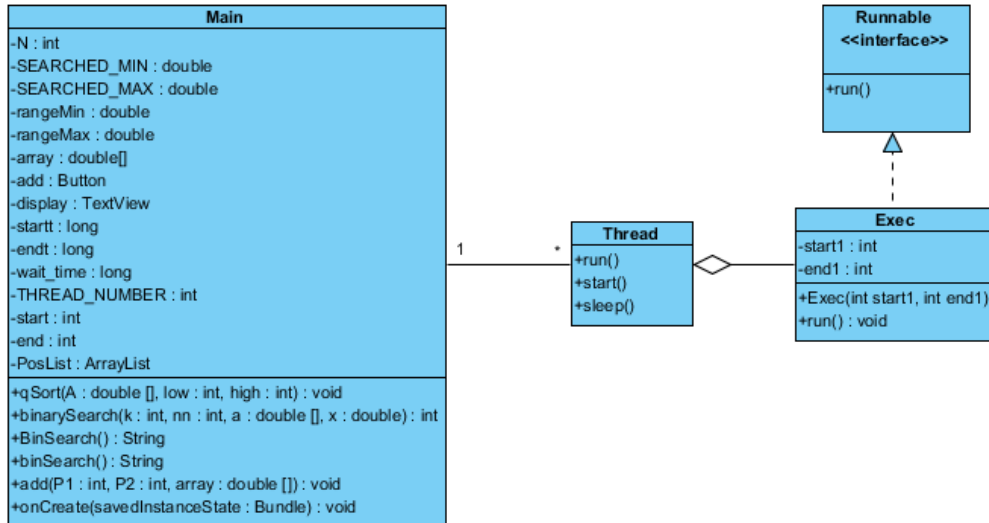 Main
-N : int
-SEARCHED_MIN : double
-SEARCHED_MAX : double
-rangeMin : double
-rangeMax : double
-array : double[]
-add : Button
-display : TextView
-startt : long
-endt : long
-wait_time : long
-THREAD_NUMBER : int
-start : int
-end : int
-PosList : ArrayList
+qSort(A : double [], low : int, high : int) : void
+binarySearch(k : int, nn : int, a : double [], x : double) : int
+BinSearch() : String
+binSearch() : String
+add(P1 : int, P2 : int, array : double []) : void
+onCreate(savedInstanceState : Bundle) : void
1
*
Thread
+run()
+start()
+sleep()
Runnable
<<interface>>
+run()
Exec
-start1 : int
-end1 : int
+Exec(int start1, int end1)
+run() : void